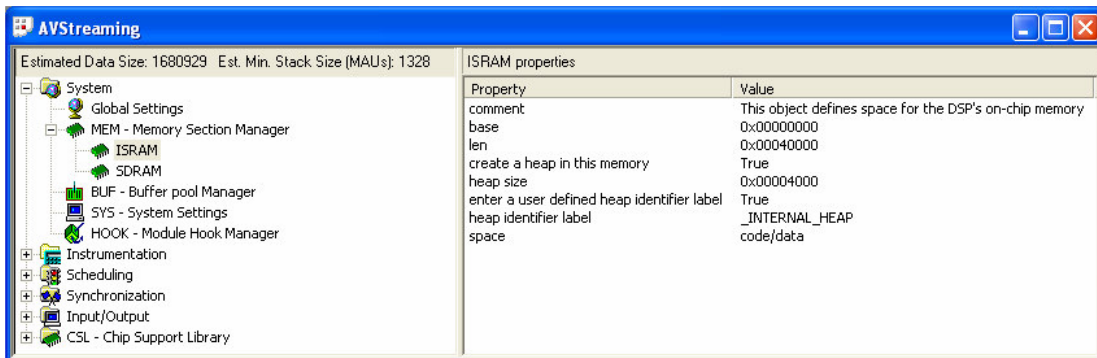 AVStreaming
Estimated Data Size: 1680929 Est. Min. Stack Size (MAUs): 1328
System
Global Settings
MEM - Memory Section Manager
ISRAM
SDRAM
BUF - Buffer pool Manager
SYS - System Settings
HOOK - Module Hook Manager
Instrumentation
Scheduling
Synchronization
Input/Output
CSL - Chip Support Library
ISRAM properties
Property Value
comment This object defines space for the DSP's on-chip memory
base 0x00000000
len 0x00040000
create a heap in this memory True
heap size 0x00004000
enter a user defined heap identifier label True
heap identifier label _INTERNAL_HEAP
space code/data